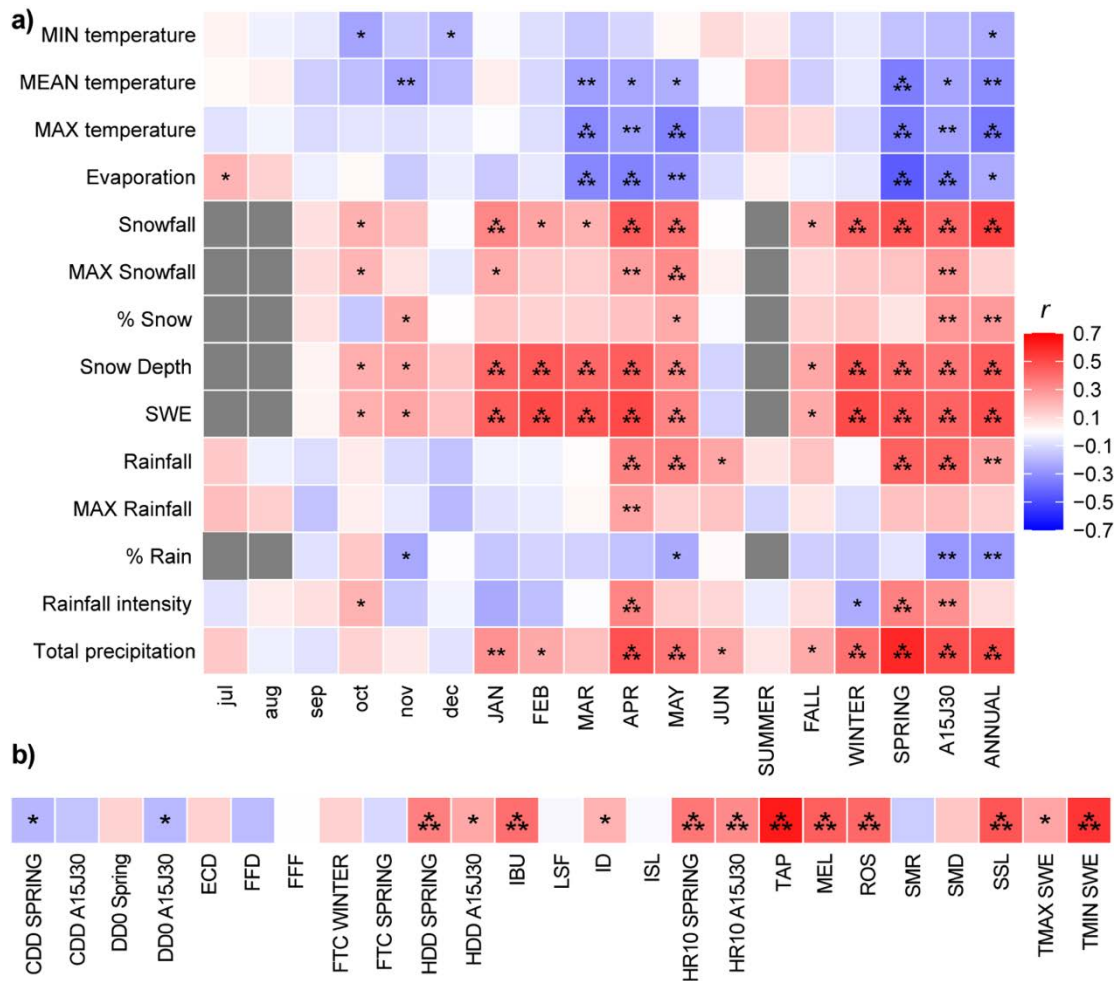 a)
MIN temperature * * *
MEAN temperature ** ** * * *** * **
MAX temperature *** ** *** *** ** ***
Evaporation * *** *** ** *** *** *
Snowfall * *** * * *** *** * *** *** *** ***
MAX Snowfall * * ** *** **
% Snow * * ** **
r
Snow Depth * * *** *** *** *** *** * *** *** *** ***
SWE * * *** *** *** *** *** * *** *** *** ***
Rainfall *** *** * *** *** **
MAX Rainfall **
% Rain * * ** **
Rainfall intensity * *** * *** **
Total precipitation ** * *** *** * * *** *** *** ***
0.7
0.5
0.3
0.1
−0.1
−0.3
−0.5
−0.7
jul aug sep oct nov dec JAN FEB MAR APR MAY JUN SUMMER FALL WINTER SPRING A15J30 ANNUAL
b)
* * *** * *** * *** *** *** *** *** *** * ***
CDD SPRING CDD A15J30 DD0 Spring DD0 A15J30 ECD FFD FFF FTC WINTER FTC SPRING HDD SPRING HDD A15J30 IBU LSF ID ISL HR10 SPRING HR10 A15J30 TAP MEL ROS SMR SMD SSL TMAX SWE TMIN SWE